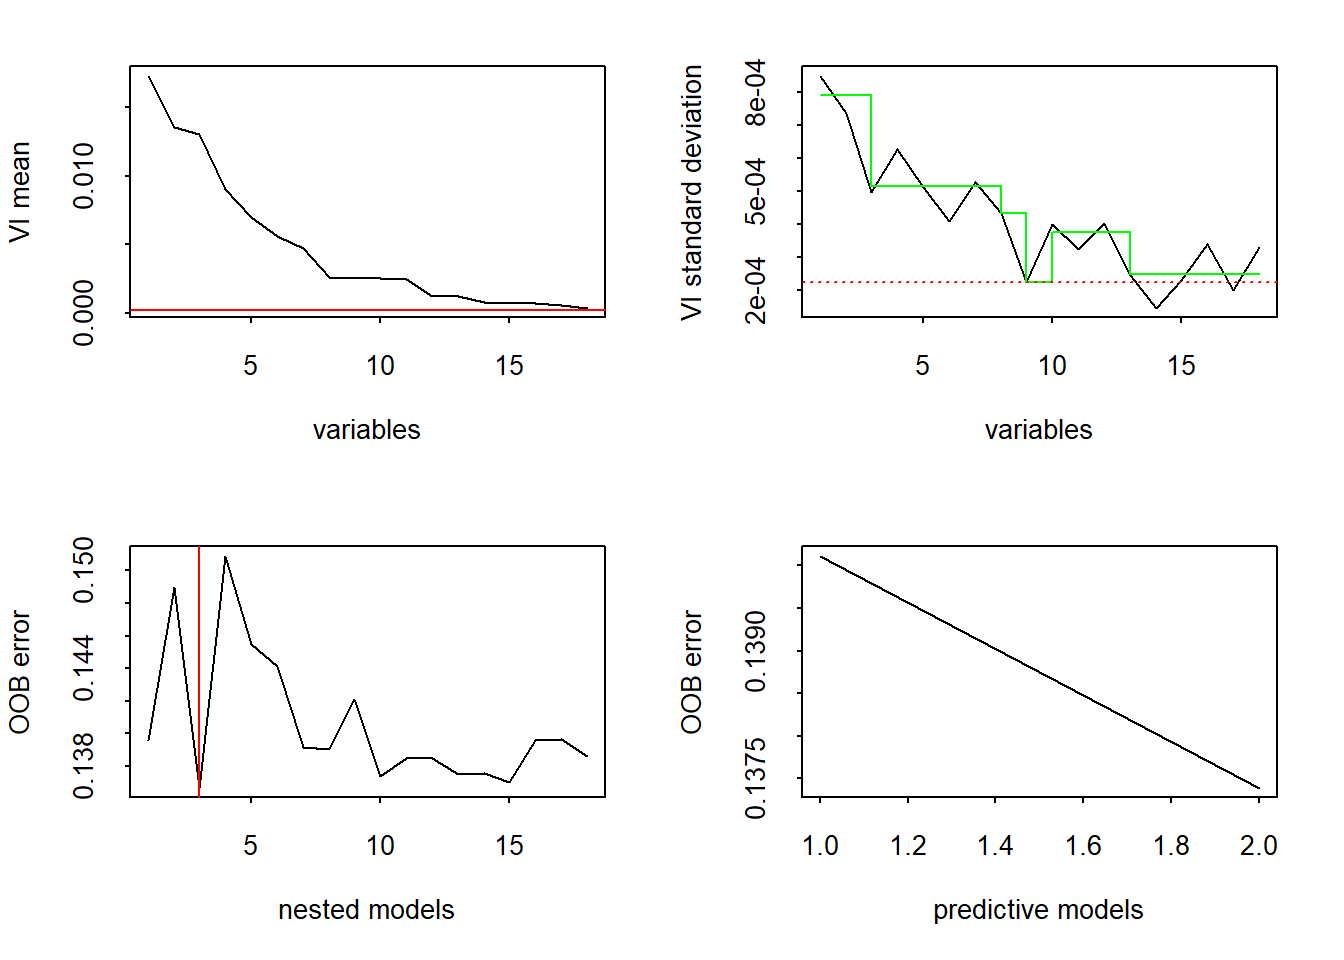 VI mean
0.000
0.010
5
10
15
variables
VI standard deviation
2e-04
5e-04
8e-04
5
10
15
variables
OOB error
0.138
0.144
0.150
5
10
15
nested models
OOB error
0.1375
0.1390
1.0
1.2
1.4
1.6
1.8
2.0
predictive models